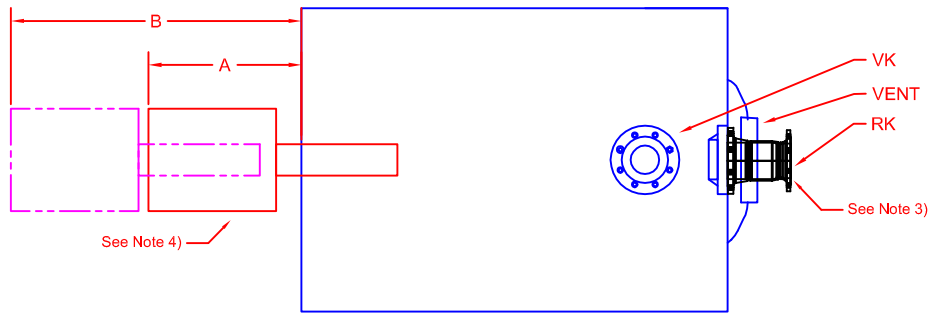 B
A
VK
VENT
RK
See Note 3)
See Note 4)